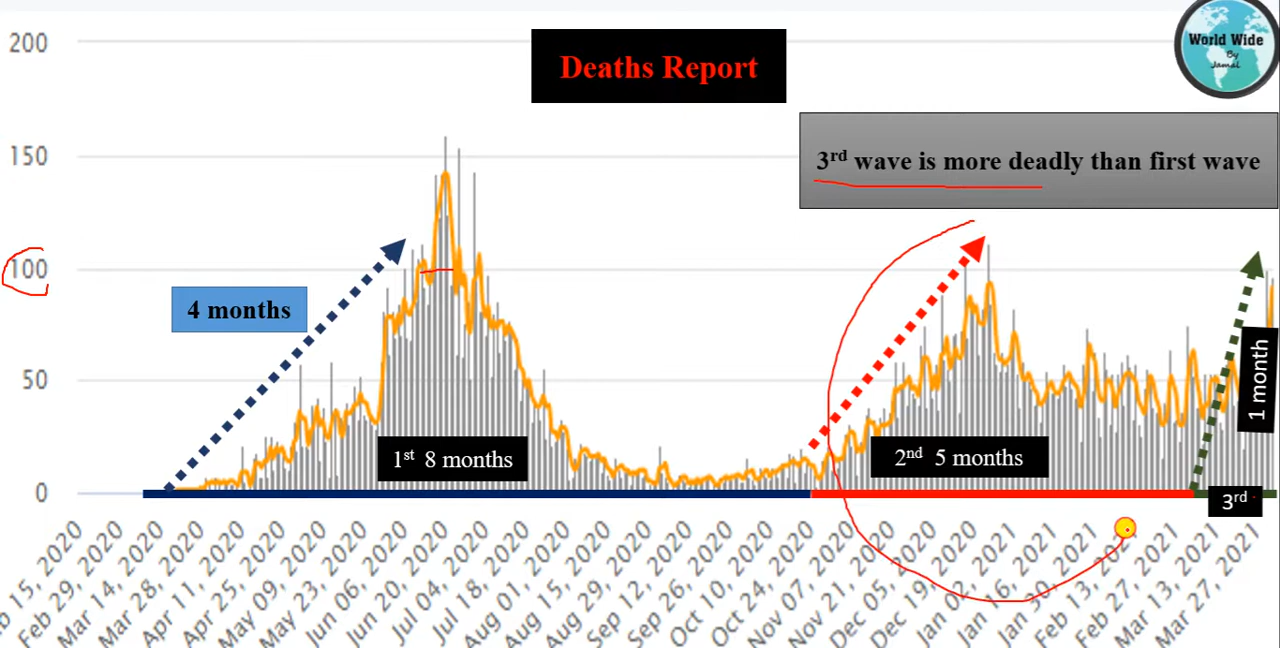 200
World Wide
By
Jamal
Deaths Report
150
3rd wave is more deadly than first wave
100
4 months
50
1 month
1st 8 months
2nd 5 months
0
3rd
b 15, 2020
Feb 29, 2020
Mar 14, 2020
Mar 28, 2020
Apr 11, 2020
Apr 25, 2020
May 09, 2020
May 23, 2020
Jun 06, 2020
Jun 20, 2020
Jul 04, 2020
Jul 18, 2020
Aug 01, 2020
Aug 15, 2020
Aug 29, 2020
Sep 12, 2020
Sep 26, 2020
Oct 10, 2020
Oct 24, 2020
Nov 07, 2020
Nov 21, 2020
Dec 05, 2020
Dec 19, 2020
Jan 02, 2021
Jan 16, 2021
Jan 30, 2021
Feb 13, 2021
Feb 27, 2021
Mar 13, 2021
Mar 27, 2021